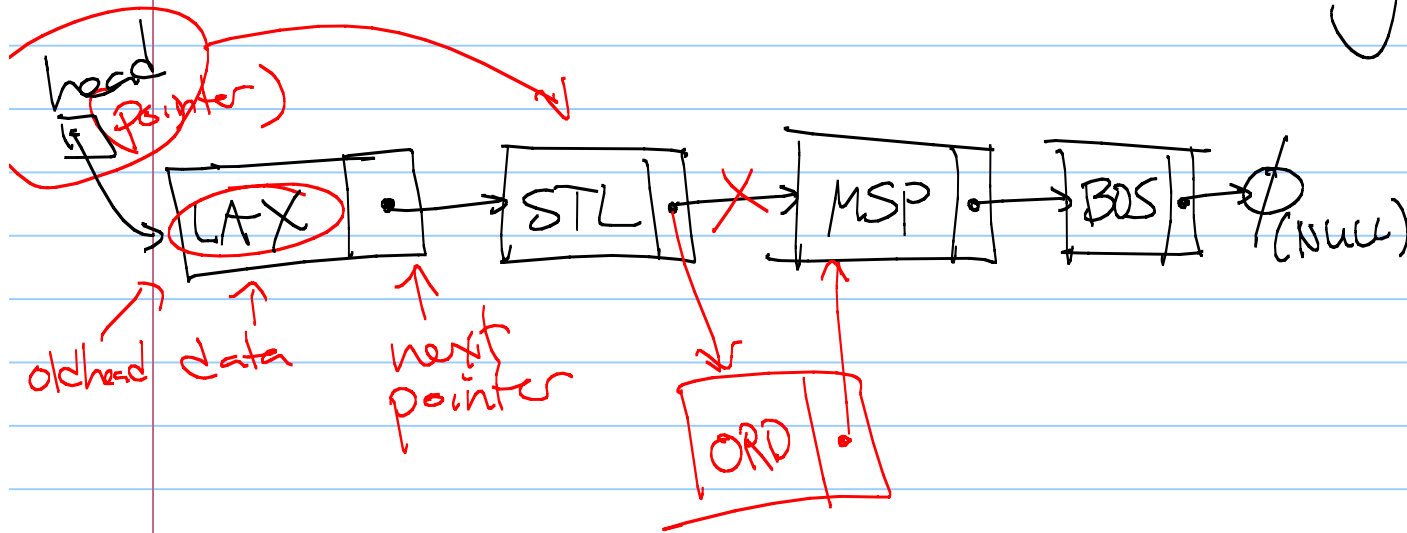 head
(pointer)
LAX
STL
MSP
BOS
(NULL)
oldhead
data
next
pointer
ORD